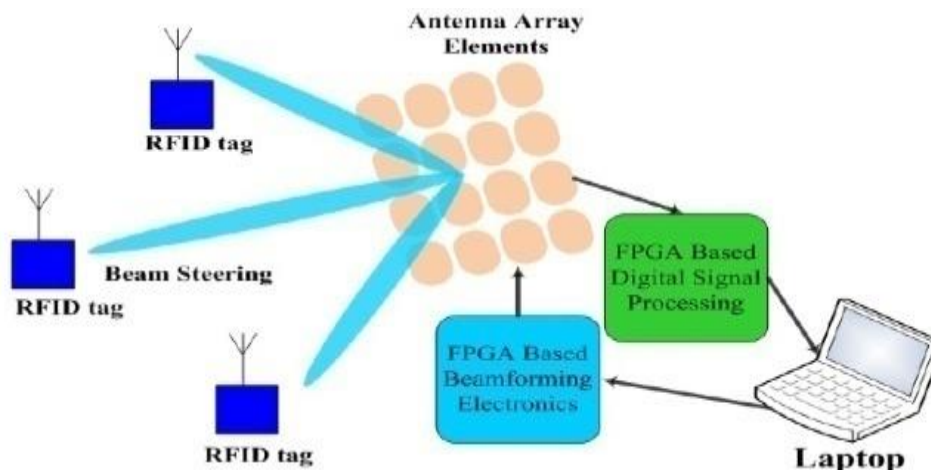 Antenna Array
Elements
RFID tag
RFID tag
Beam Steering
RFID tag
FPGA Based
Digital Signal
Processing
FPGA Based
Beamforming
Electronics
Laptop